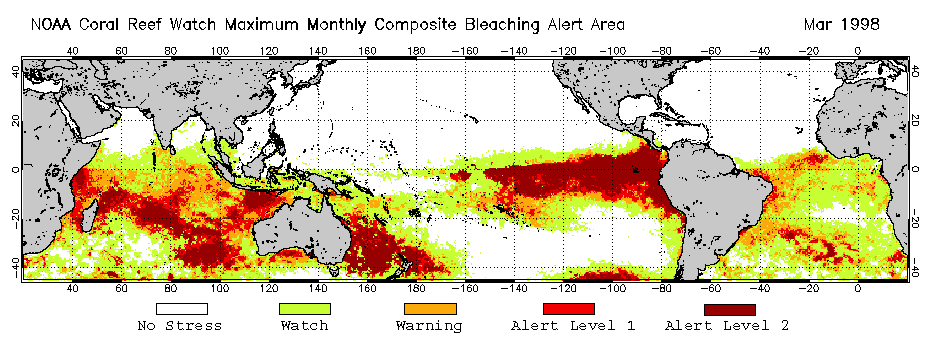 NOAA Coral Reef Watch Maximum Monthly Composite Bleaching Alert Area Mar 1998
40 60 80 100 120 140 160 180 −160 −140 −120 −100 −80 −60 −40 −20 0
40 40
20 20
0 0
−20 −20
−40 −40
40 60 80 100 120 140 160 180 −160 −140 −120 −100 −80 −60 −40 −20 0
No Stress Watch Warning Alert Level 1 Alert Level 2